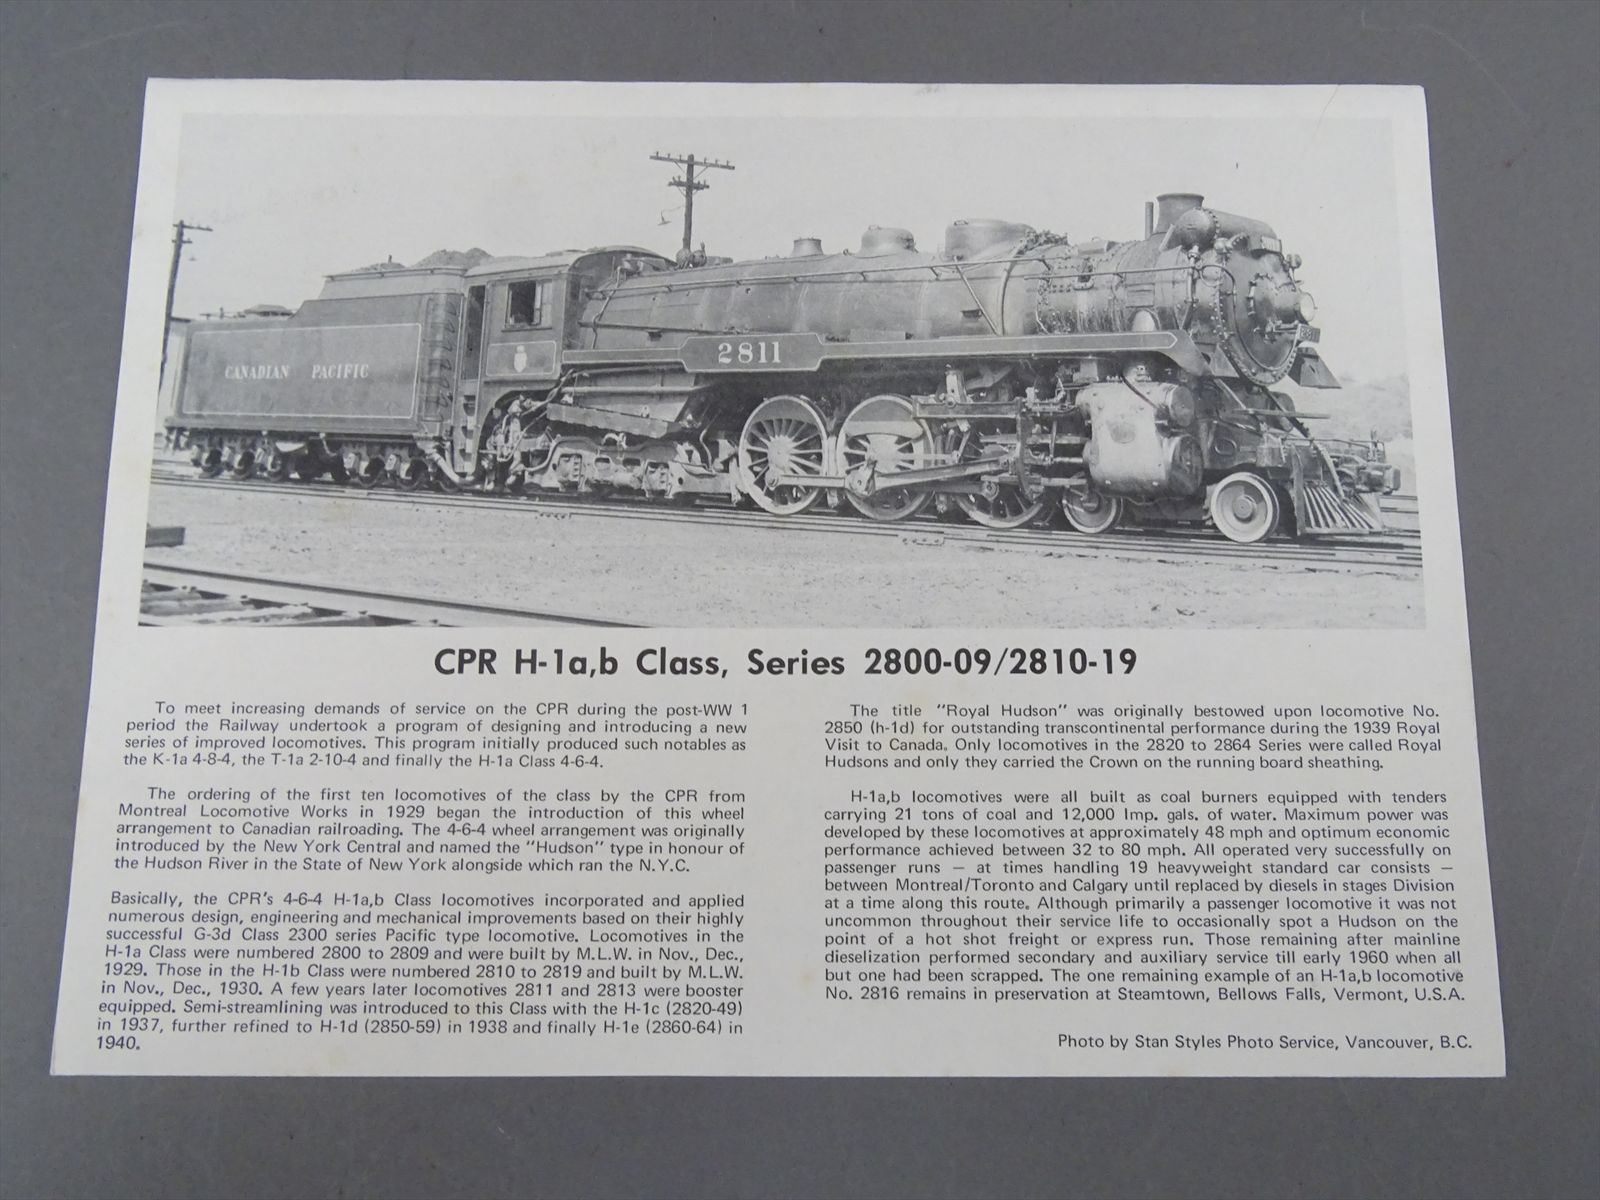 CANADIAN PACIFIC
2811
CPR H-1a,b Class, Series 2800-09/2810-19
To meet increasing demands of service on the CPR during the post-WW 1
period the Railway undertook a program of designing and introducing a new
series of improved locomotives. This program initially produced such notables as
the K-1a 4-8-4, the T-1a 2-10-4 and finally the H-1a Class 4-6-4.
The ordering of the first ten locomotives of the class by the CPR from
Montreal Locomotive Works in 1929 began the introduction of this wheel
arrangement to Canadian railroading. The 4-6-4 wheel arrangement was originally
introduced by the New York Central and named the "Hudson" type in honour of
the Hudson River in the State of New York alongside which ran the N.Y.C.
Basically, the CPR's 4-6-4 H-1a,b Class locomotives incorporated and applied
numerous design, engineering and mechanical improvements based on their highly
successful G-3d Class 2300 series Pacific type locomotive. Locomotives in the
H-1a Class were numbered 2800 to 2809 and were built by M.L.W. in Nov., Dec.,
1929. Those in the H-1b Class were numbered 2810 to 2819 and built by M.L.W.
in Nov., Dec., 1930. A few years later locomotives 2811 and 2813 were booster
equipped. Semi-streamlining was introduced to this Class with the H-1c (2820-49)
in 1937, further refined to H-1d (2850-59) in 1938 and finally H-1e (2860-64) in
1940.
The title "Royal Hudson" was originally bestowed upon locomotive No.
2850 (h-1d) for outstanding transcontinental performance during the 1939 Royal
Visit to Canada. Only locomotives in the 2820 to 2864 Series were called Royal
Hudsons and only they carried the Crown on the running board sheathing.
H-1a,b locomotives were all built as coal burners equipped with tenders
carrying 21 tons of coal and 12,000 Imp. gals. of water. Maximum power was
developed by these locomotives at approximately 48 mph and optimum economic
performance achieved between 32 to 80 mph. All operated very successfully on
passenger runs — at times handling 19 heavyweight standard car consists —
between Montreal/Toronto and Calgary until replaced by diesels in stages Division
at a time along this route. Although primarily a passenger locomotive it was not
uncommon throughout their service life to occasionally spot a Hudson on the
point of a hot shot freight or express run. Those remaining after mainline
dieselization performed secondary and auxiliary service till early 1960 when all
but one had been scrapped. The one remaining example of an H-1a,b locomotive
No. 2816 remains in preservation at Steamtown, Bellows Falls, Vermont, U.S.A.
Photo by Stan Styles Photo Service, Vancouver, B.C.